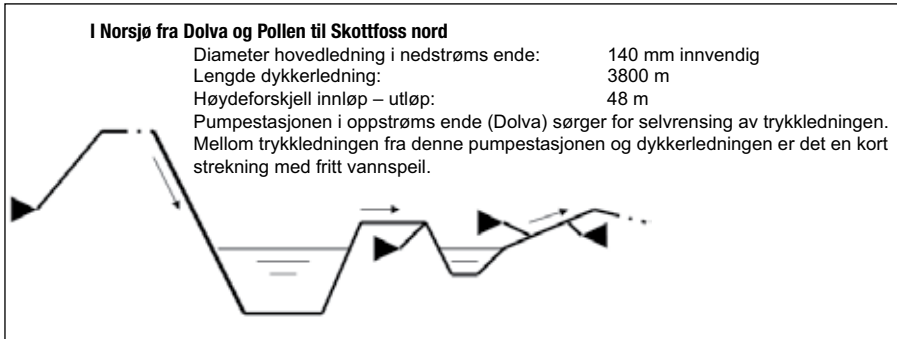 I Norsjø fra Dolva og Pollen til Skottfoss nord
Diameter hovedledning i nedstrøms ende: 140 mm innvendig
Lengde dykkerledning: 3800 m
Høydeforskjell innløp – utløp: 48 m
Pumpestasjonen i oppstrøms ende (Dolva) sørger for selvrensing av trykkledningen.
Mellom trykkledningen fra denne pumpestasjonen og dykkerledningen er det en kort
strekning med fritt vannspeil.